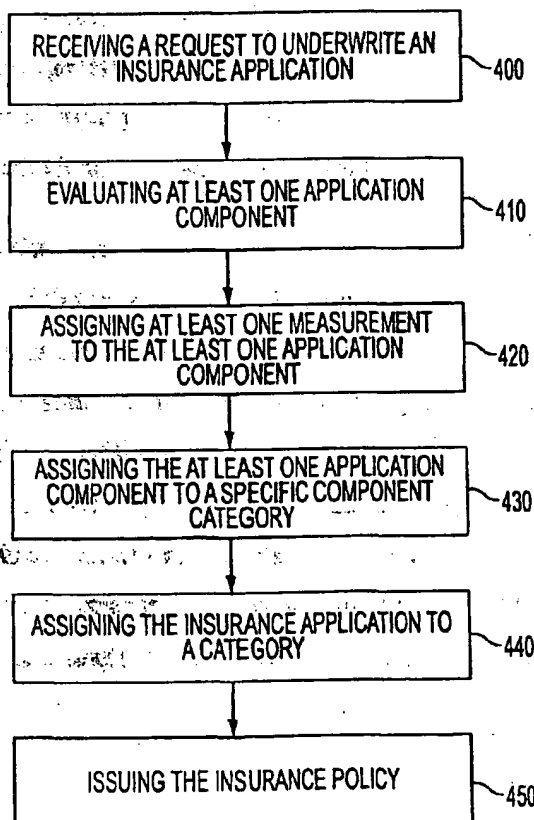 RECEIVING A REQUEST TO UNDERWRITE AN
INSURANCE APPLICATION
400
EVALUATING AT LEAST ONE APPLICATION
COMPONENT
410
ASSIGNING AT LEAST ONE MEASUREMENT
TO THE AT LEAST ONE APPLICATION
COMPONENT
420
ASSIGNING THE AT LEAST ONE APPLICATION
COMPONENT TO A SPECIFIC COMPONENT
CATEGORY
430
ASSIGNING THE INSURANCE APPLICATION TO
A CATEGORY
440
ISSUING THE INSURANCE POLICY
450